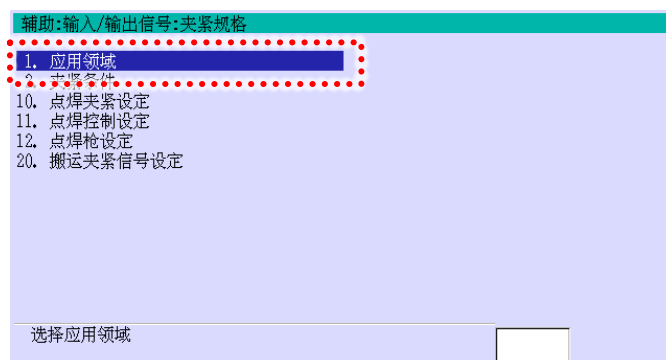 辅助:输入/输出信号:夹紧规格
1. 应用领域
2. 夹紧条件
10. 点焊夹紧设定
11. 点焊控制设定
12. 点焊枪设定
20. 搬运夹紧信号设定
选择应用领域